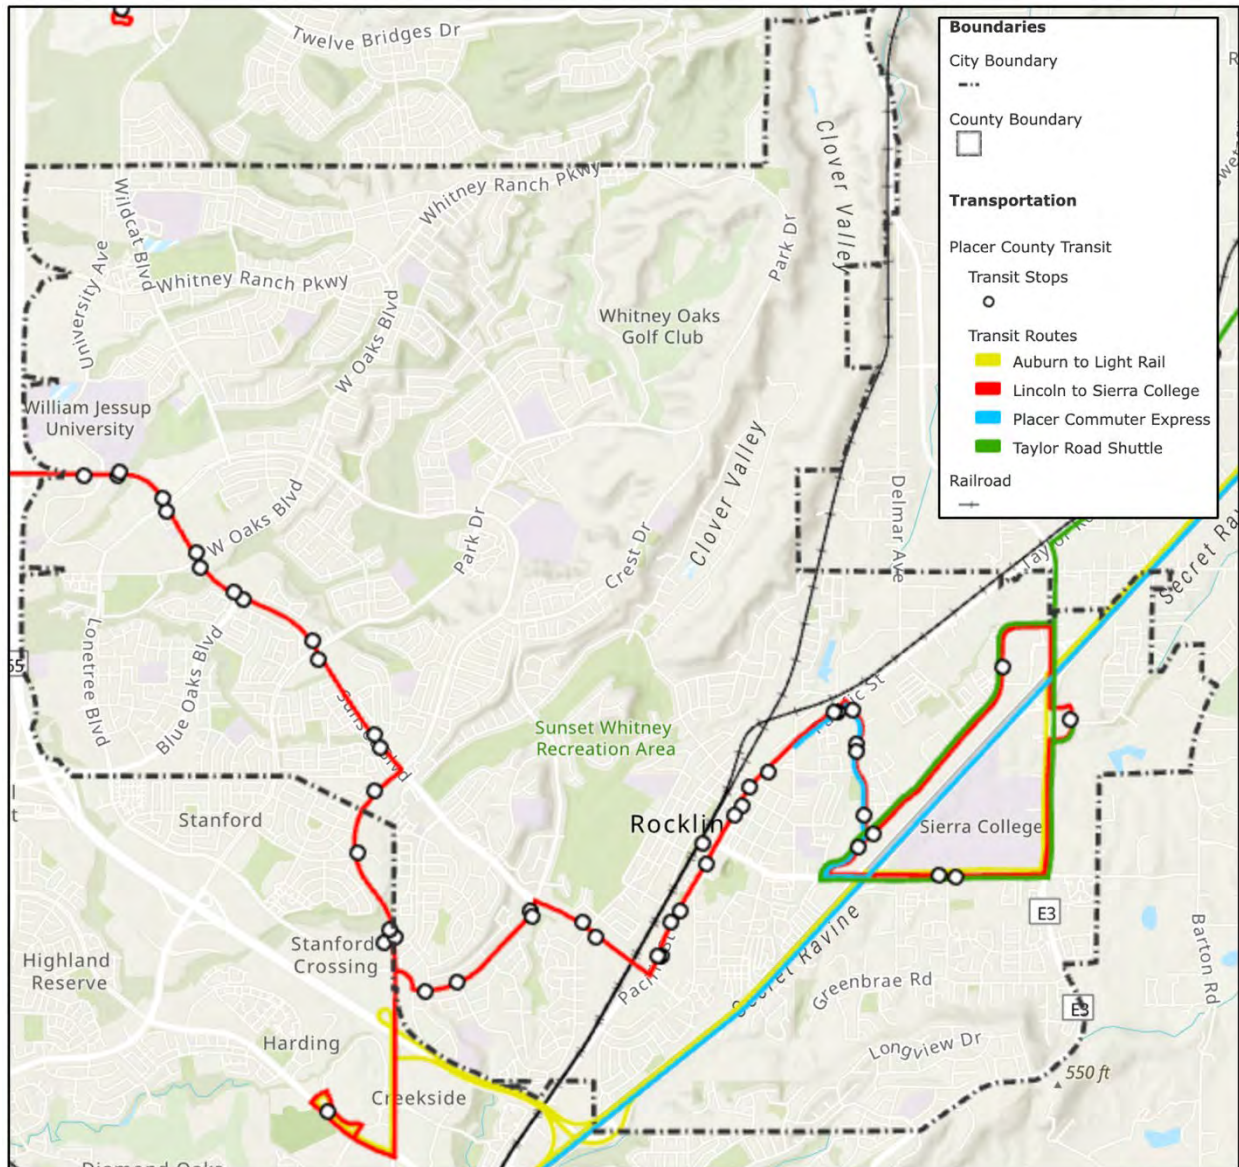 Twelve Bridges Dr
Boundaries
City Boundary
County Boundary
Transportation
Placer County Transit
Transit Stops
Transit Routes
Auburn to Light Rail
Lincoln to Sierra College
Placer Commuter Express
Taylor Road Shuttle
Railroad
Clover Valley
Whitney Ranch Pkwy
Wildcat Blvd
Park Dr
University Ave
Whitney Ranch Pkwy
W Oaks Blvd
Whitney Oaks
Golf Club
William Jessup
University
Clover Valley
W Oaks Blvd
Park Dr
Crest Dr
Delmar Ave
Secret Ra
Lonetree Blvd
Blue Oaks Blvd
65
Sunset Whitney
Recreation Area
Stanford
Rocklin
Sierra College
E3
Stanford
Crossing
Highland
Reserve
Secret Ravine
Greenbrae Rd
Barton Rd
E3
Harding
Longview Dr
550 ft
Creekside